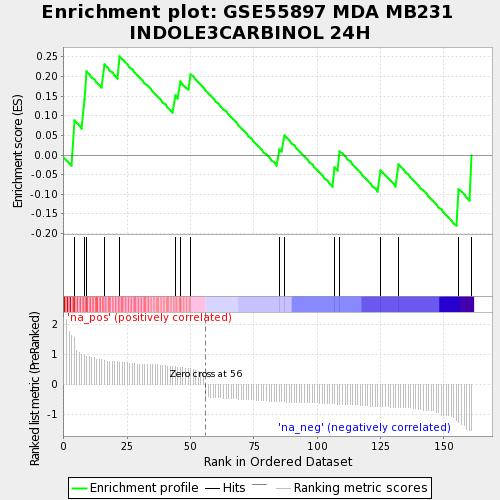 Enrichment plot: GSE55897 MDA MB231
INDOLE3CARBINOL 24H
Enrichment score (ES)
0.25
0.20
0.15
0.10
0.05
0.00
-0.05
-0.10
-0.15
-0.20
'na_pos' (positively correlated)
Ranked list metric (PreRanked)
2
1
0
-1
Zero cross at 56
'na_neg' (negatively correlated)
0 25 50 75 100 125 150
Rank in Ordered Dataset
Enrichment profile Hits Ranking metric scores